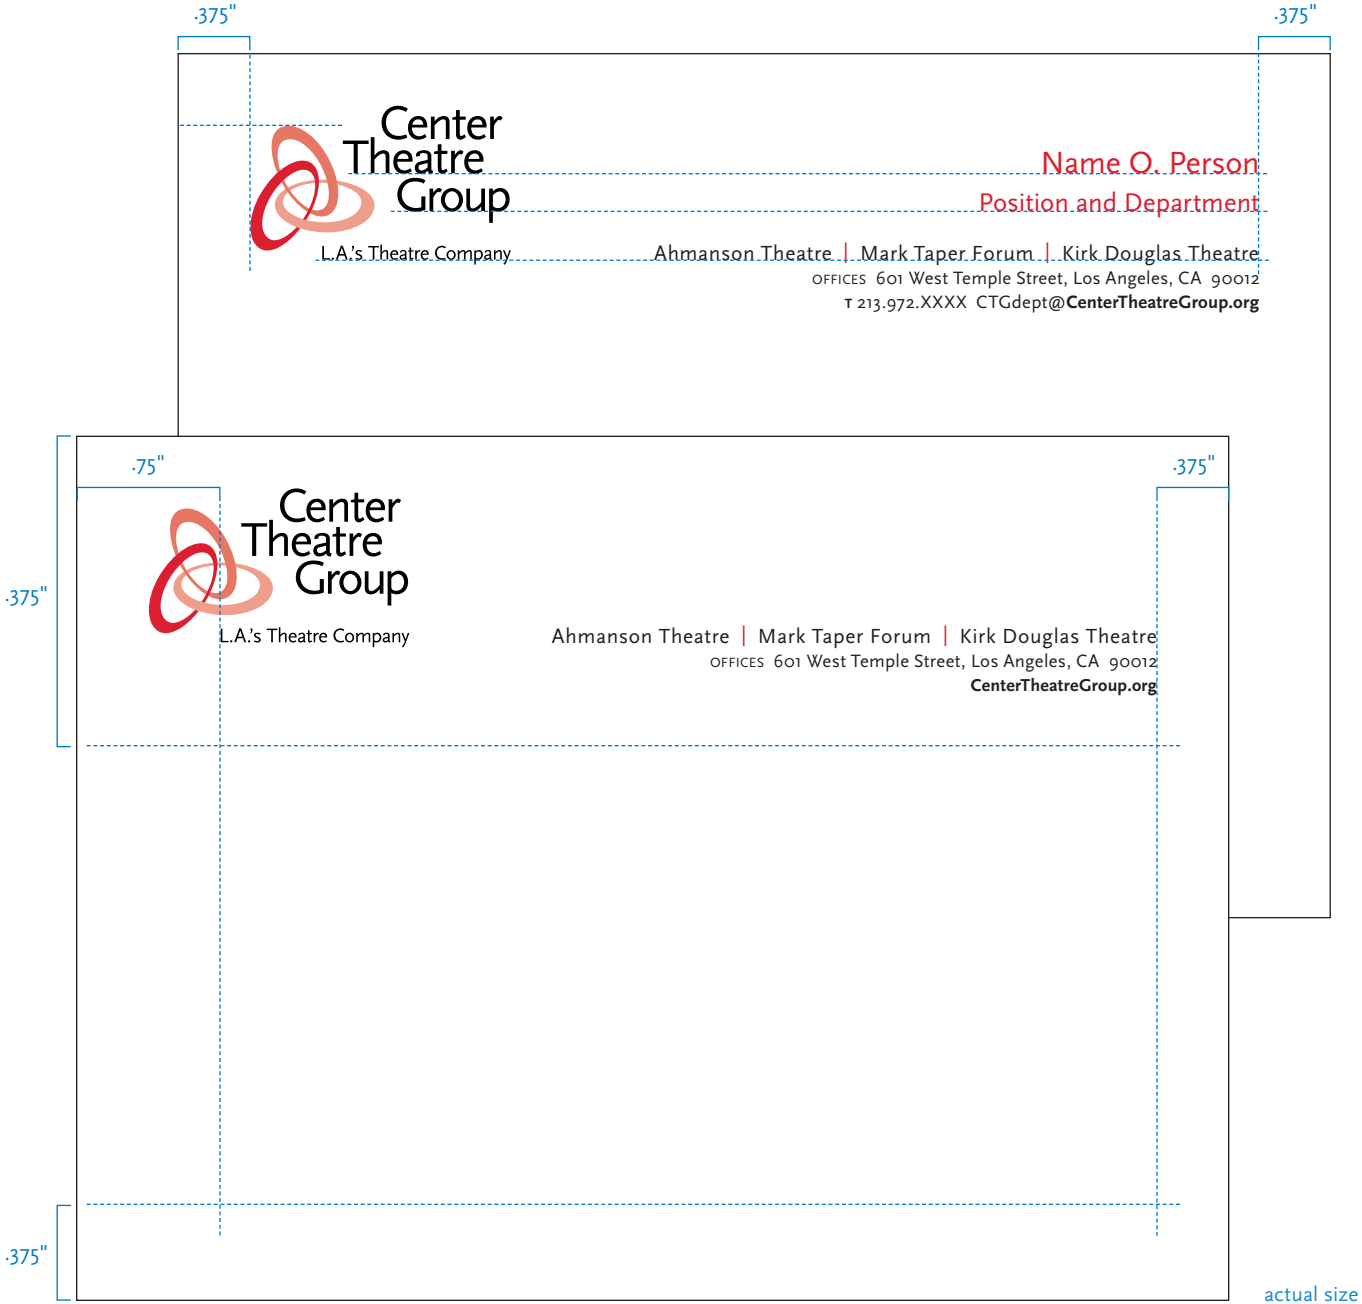 .375"
.375"
Center
Theatre
Group
L.A.'s Theatre Company
Name O. Person
Position and Department
Ahmanson Theatre | Mark Taper Forum | Kirk Douglas Theatre
OFFICES 601 West Temple Street, Los Angeles, CA 90012
T 213.972.XXXX CTGdept@CenterTheatreGroup.org
.75"
.375"
Center
Theatre
Group
.375"
L.A.'s Theatre Company
Ahmanson Theatre | Mark Taper Forum | Kirk Douglas Theatre
OFFICES 601 West Temple Street, Los Angeles, CA 90012
CenterTheatreGroup.org
.375"
actual size